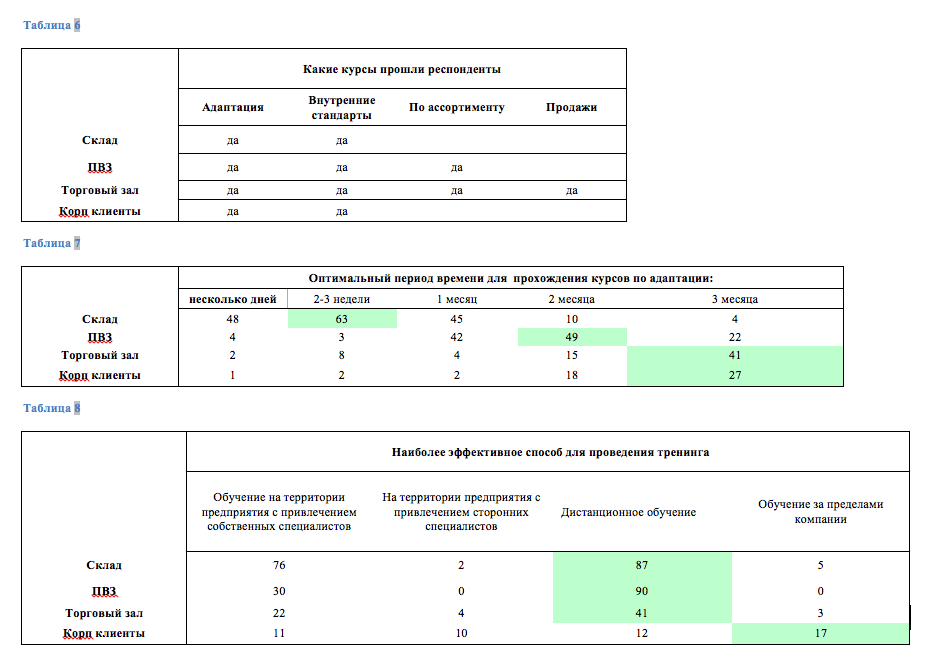 Таблица 6
Какие курсы прошли респонденты
Адаптация Внутренние стандарты По ассортименту Продажи
Склад да да
ПВЗ да да да
Торговый зал да да да да
Корп клиенты да да
Таблица 7
Оптимальный период времени для прохождения курсов по адаптации:
несколько дней 2-3 недели 1 месяц 2 месяца 3 месяца
Склад 48 63 45 10 4
ПВЗ 4 3 42 49 22
Торговый зал 2 8 4 15 41
Корп клиенты 1 2 2 18 27
Таблица 8
Наиболее эффективное способ для проведения тренинга
Обучение на территории
предприятия с привлечением
собственных специалистов
На территории предприятия с
привлечением сторонних
специалистов
Дистанционное обучение
Обучение за пределами
компании
Склад 76 2 87 5
ПВЗ 30 0 90 0
Торговый зал 22 4 41 3
Корп клиенты 11 10 12 17